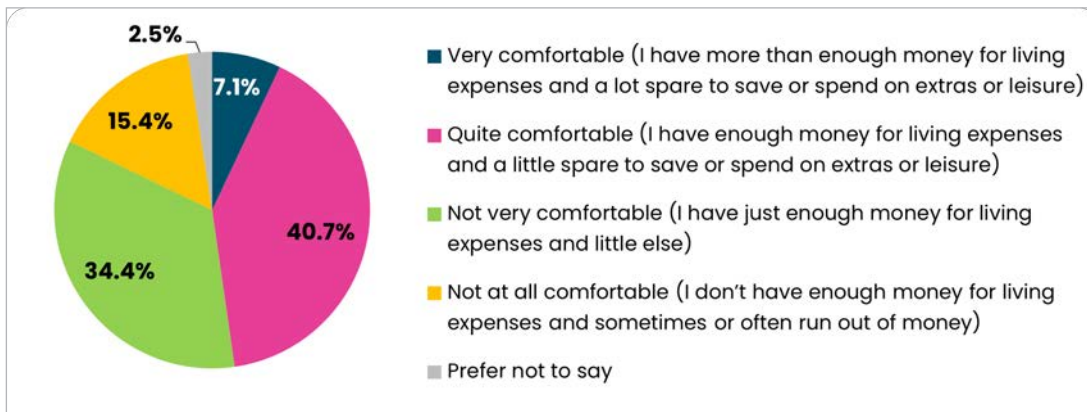 2.5%
7.1%
15.4%
40.7%
34.4%
Very comfortable (I have more than enough money for living
expenses and a lot spare to save or spend on extras or leisure)
Quite comfortable (I have enough money for living expenses
and a little spare to save or spend on extras or leisure)
Not very comfortable (I have just enough money for living
expenses and little else)
Not at all comfortable (I don’t have enough money for living
expenses and sometimes or often run out of money)
Prefer not to say